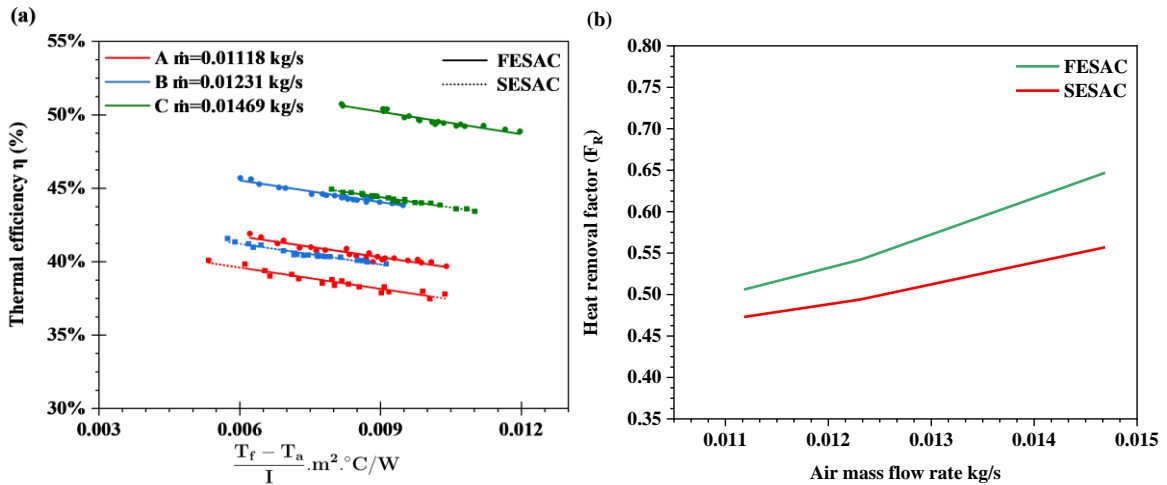 (a)
55%
50%
45%
40%
35%
30%
Thermal efficiency η (%)
A ṁ=0.01118 kg/s
B ṁ=0.01231 kg/s
C ṁ=0.01469 kg/s
FESAC
SESAC
0.003
0.006
0.009
0.012
T_f − T_a
I
.m².°C/W
(b)
0.80
0.75
0.70
0.65
0.60
0.55
0.50
0.45
0.40
0.35
Heat removal factor (F_R)
FESAC
SESAC
0.011
0.012
0.013
0.014
0.015
Air mass flow rate kg/s